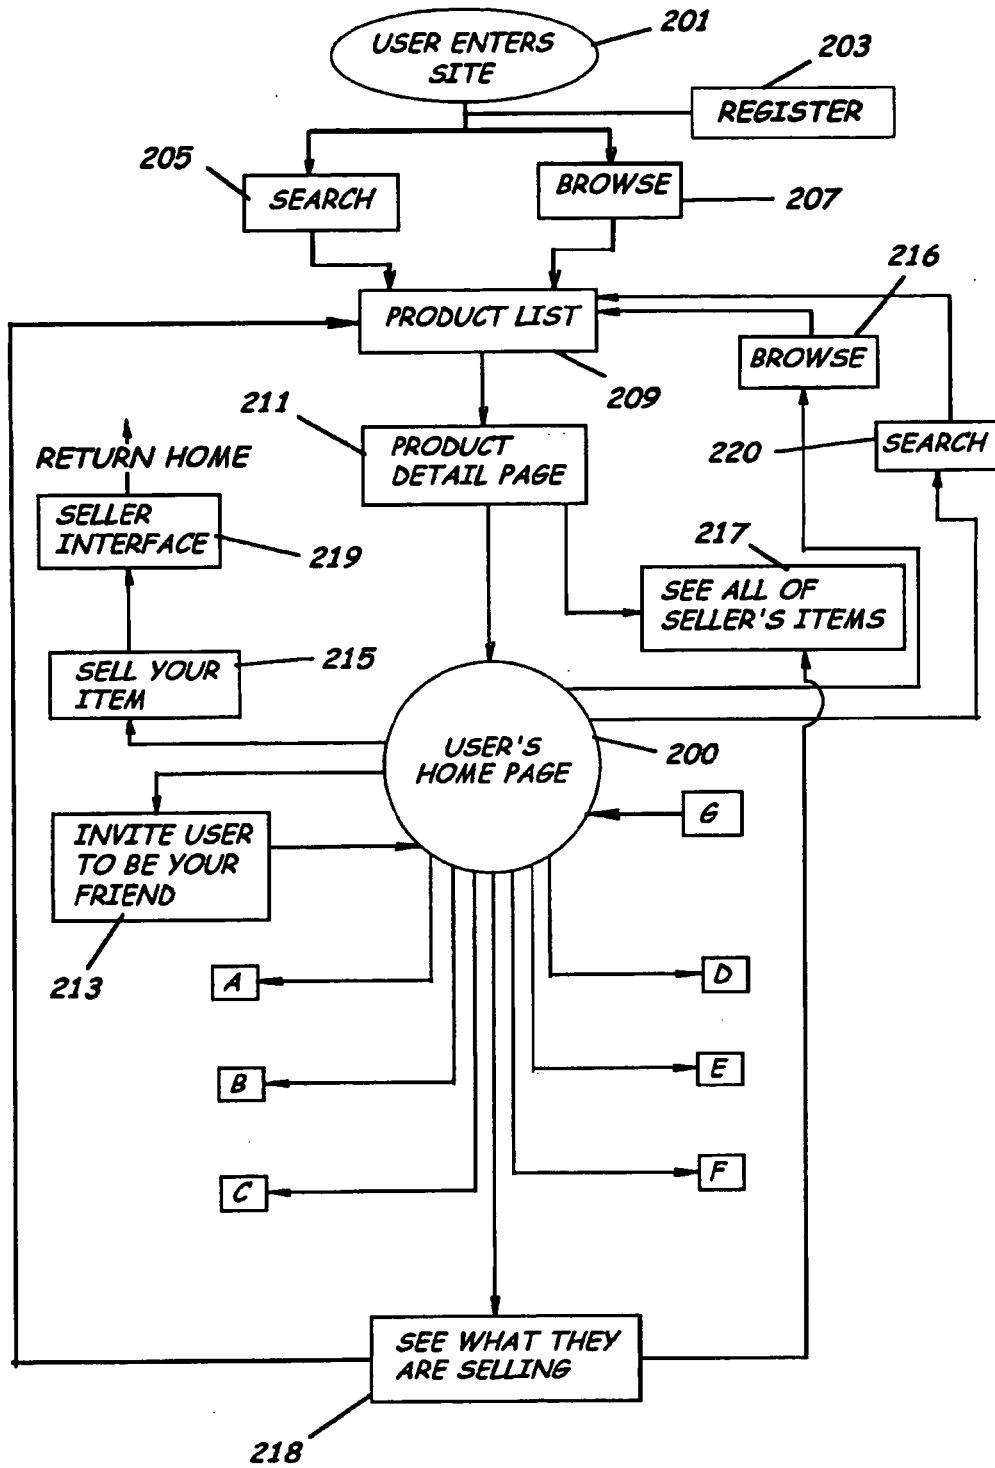 201
USER ENTERS
SITE
203
REGISTER
205
SEARCH
BROWSE
207
216
PRODUCT LIST
BROWSE
209
211
RETURN HOME
PRODUCT
DETAIL PAGE
220
SEARCH
SELLER
INTERFACE
219
217
SEE ALL OF
SELLER'S ITEMS
215
SELL YOUR
ITEM
USER'S
HOME PAGE
200
G
INVITE USER
TO BE YOUR
FRIEND
213
A
D
B
E
C
F
SEE WHAT THEY
ARE SELLING
218